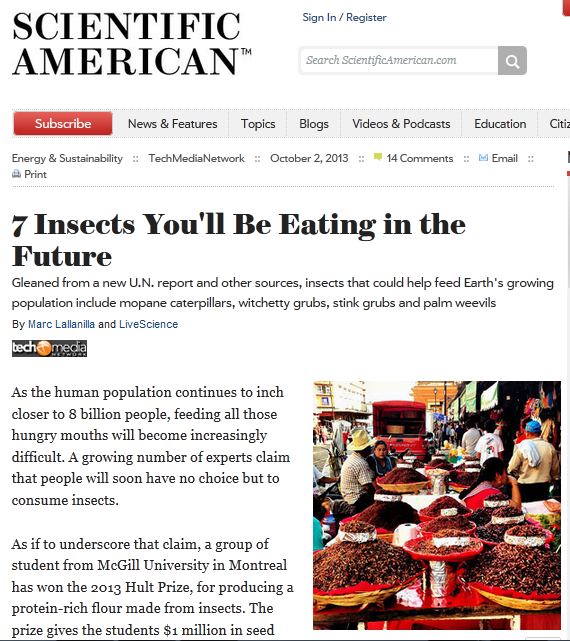 SCIENTIFIC
AMERICAN™
Sign In / Register
Search ScientificAmerican.com
Subscribe
News & Features
Topics
Blogs
Videos & Podcasts
Education
Citiz
Energy & Sustainability :: TechMediaNetwork :: October 2, 2013 :: 14 Comments :: Email ::
Print
7 Insects You'll Be Eating in the
Future
Gleaned from a new U.N. report and other sources, insects that could help feed Earth's growing
population include mopane caterpillars, witchetty grubs, stink grubs and palm weevils
By Marc Lallanilla and LiveScience
tech media
NETWORK
As the human population continues to inch
closer to 8 billion people, feeding all those
hungry mouths will become increasingly
difficult. A growing number of experts claim
that people will soon have no choice but to
consume insects.
As if to underscore that claim, a group of
student from McGill University in Montreal
has won the 2013 Hult Prize, for producing a
protein-rich flour made from insects. The
prize gives the students $1 million in seed